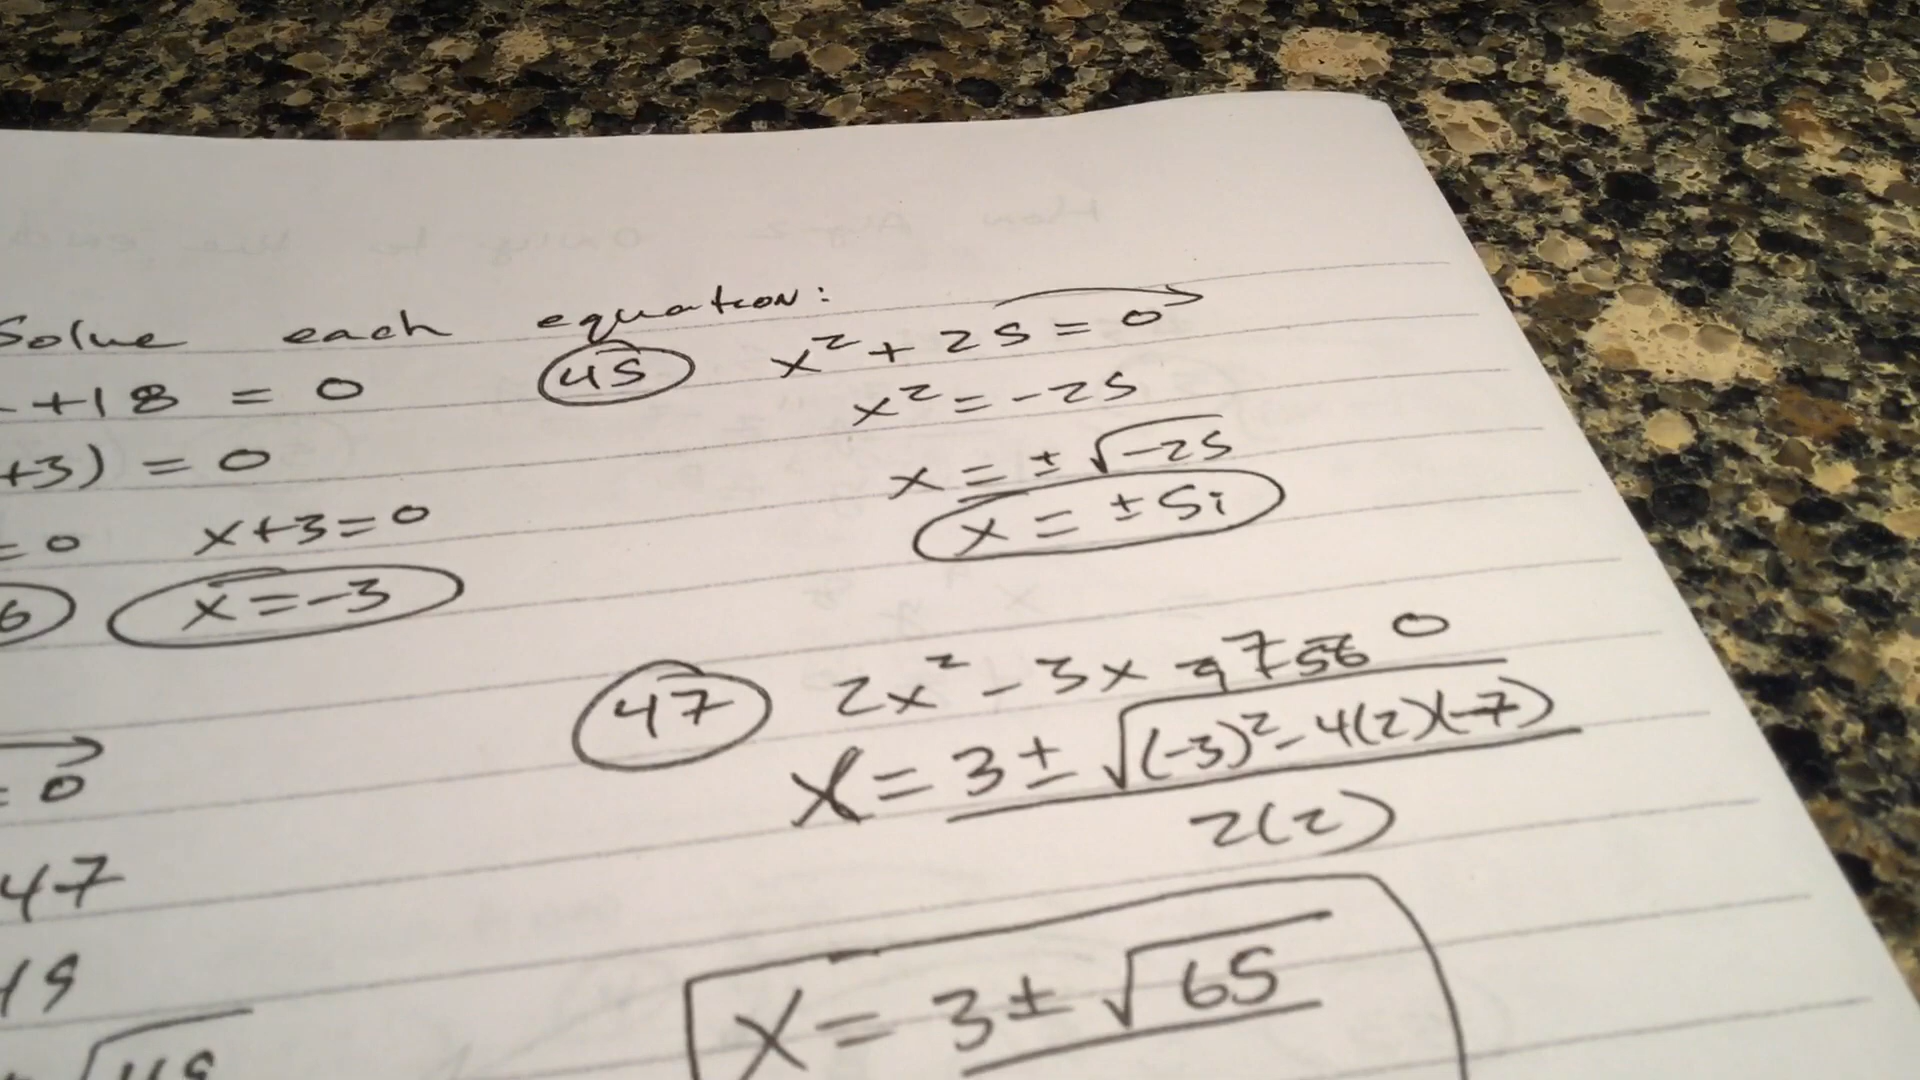 Solve each equation:
+18 = 0
+3) = 0
= 0 x+3=0
6 x=-3
= 0
47
(45) x² + 25 = 0
x² = -25
x = ± √-25
x = ± 5i
(47) 2x² - 3x 0
x = 3 ± √(-3)² - 4(2)(-7)
2(2)
x = 3 ± √65